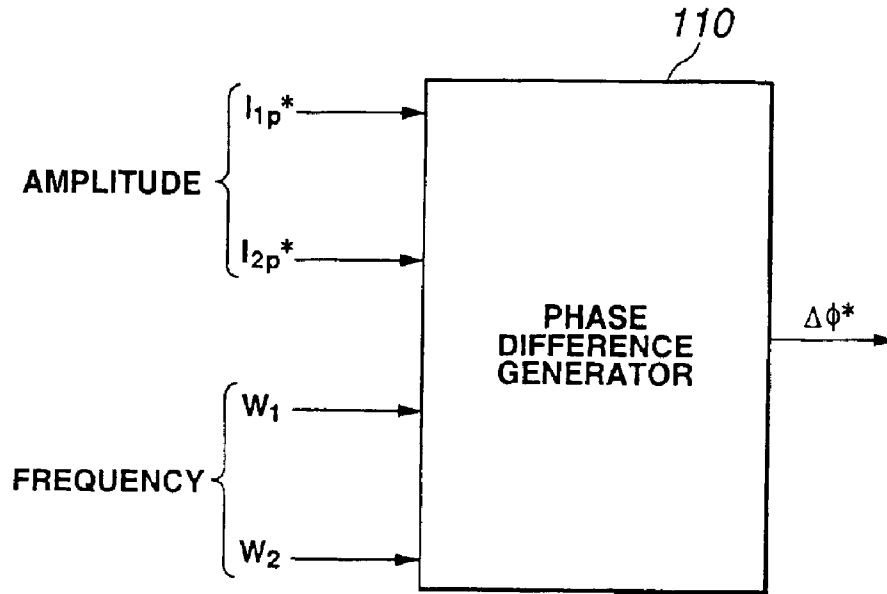 110
I1p*
AMPLITUDE
I2p*
PHASE
DIFFERENCE
GENERATOR
Δϕ*
W1
FREQUENCY
W2